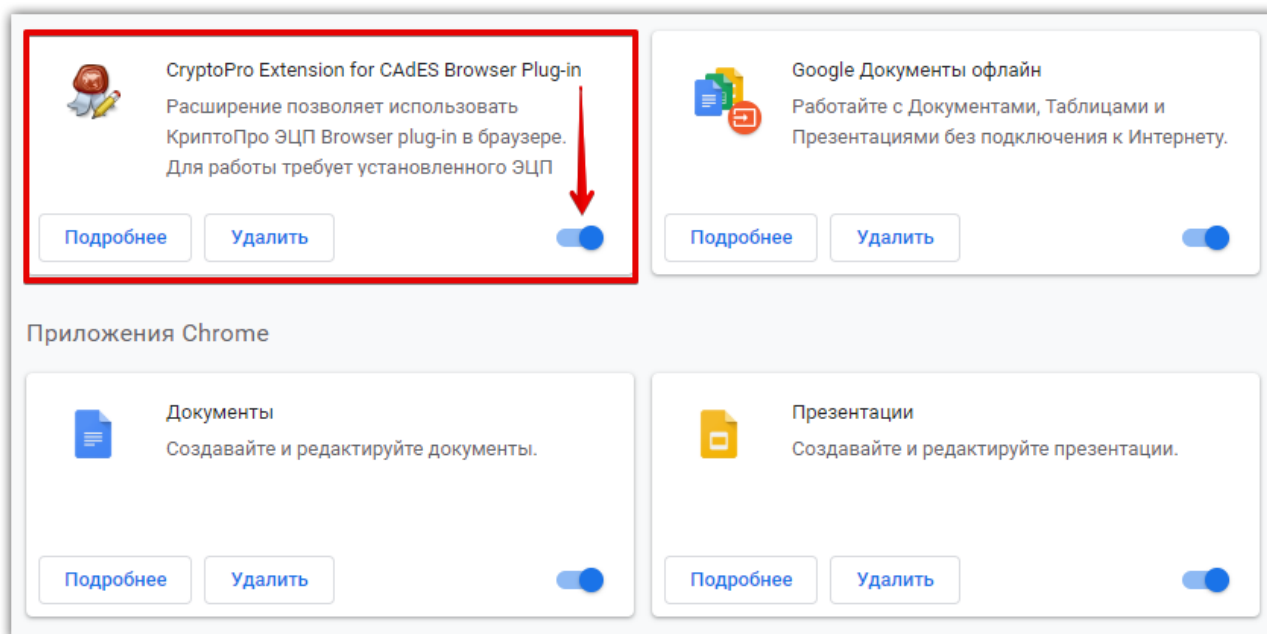 CryptoPro Extension for CAdES Browser Plug-in
Расширение позволяет использовать
КриптоПро ЭЦП Browser plug-in в браузере.
Для работы требует установленного ЭЦП
Подробнее
Удалить
Google Документы офлайн
Работайте с Документами, Таблицами и
Презентациями без подключения к Интернету.
Подробнее
Удалить
Приложения Chrome
Документы
Создавайте и редактируйте документы.
Подробнее
Удалить
Презентации
Создавайте и редактируйте презентации.
Подробнее
Удалить